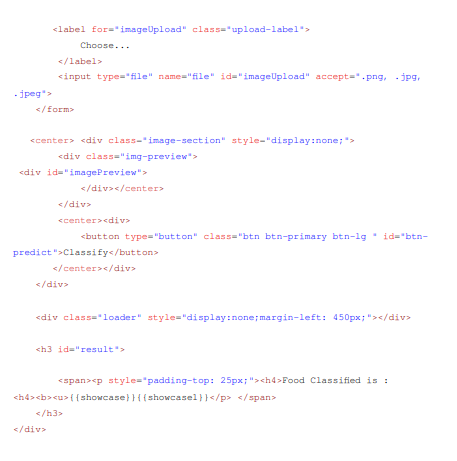 <label for="imageUpload" class="upload-label">
Choose...
</label>
<input type="file" name="file" id="imageUpload" accept=".png, .jpg,
.jpeg">
</form>
<center> <div class="image-section" style="display:none;">
<div class="img-preview">
<div id="imagePreview">
</div></center>
</div>
<center><div>
<button type="button" class="btn btn-primary btn-lg " id="btn-
predict">Classify</button>
</center></div>
</div>
<div class="loader" style="display:none;margin-left: 450px;"></div>
<h3 id="result">
<span><p style="padding-top: 25px;"><h4>Food Classified is :
<h4><b><u>{{showcase}}{{showcase1}}</p> </span>
</h3>
</div>